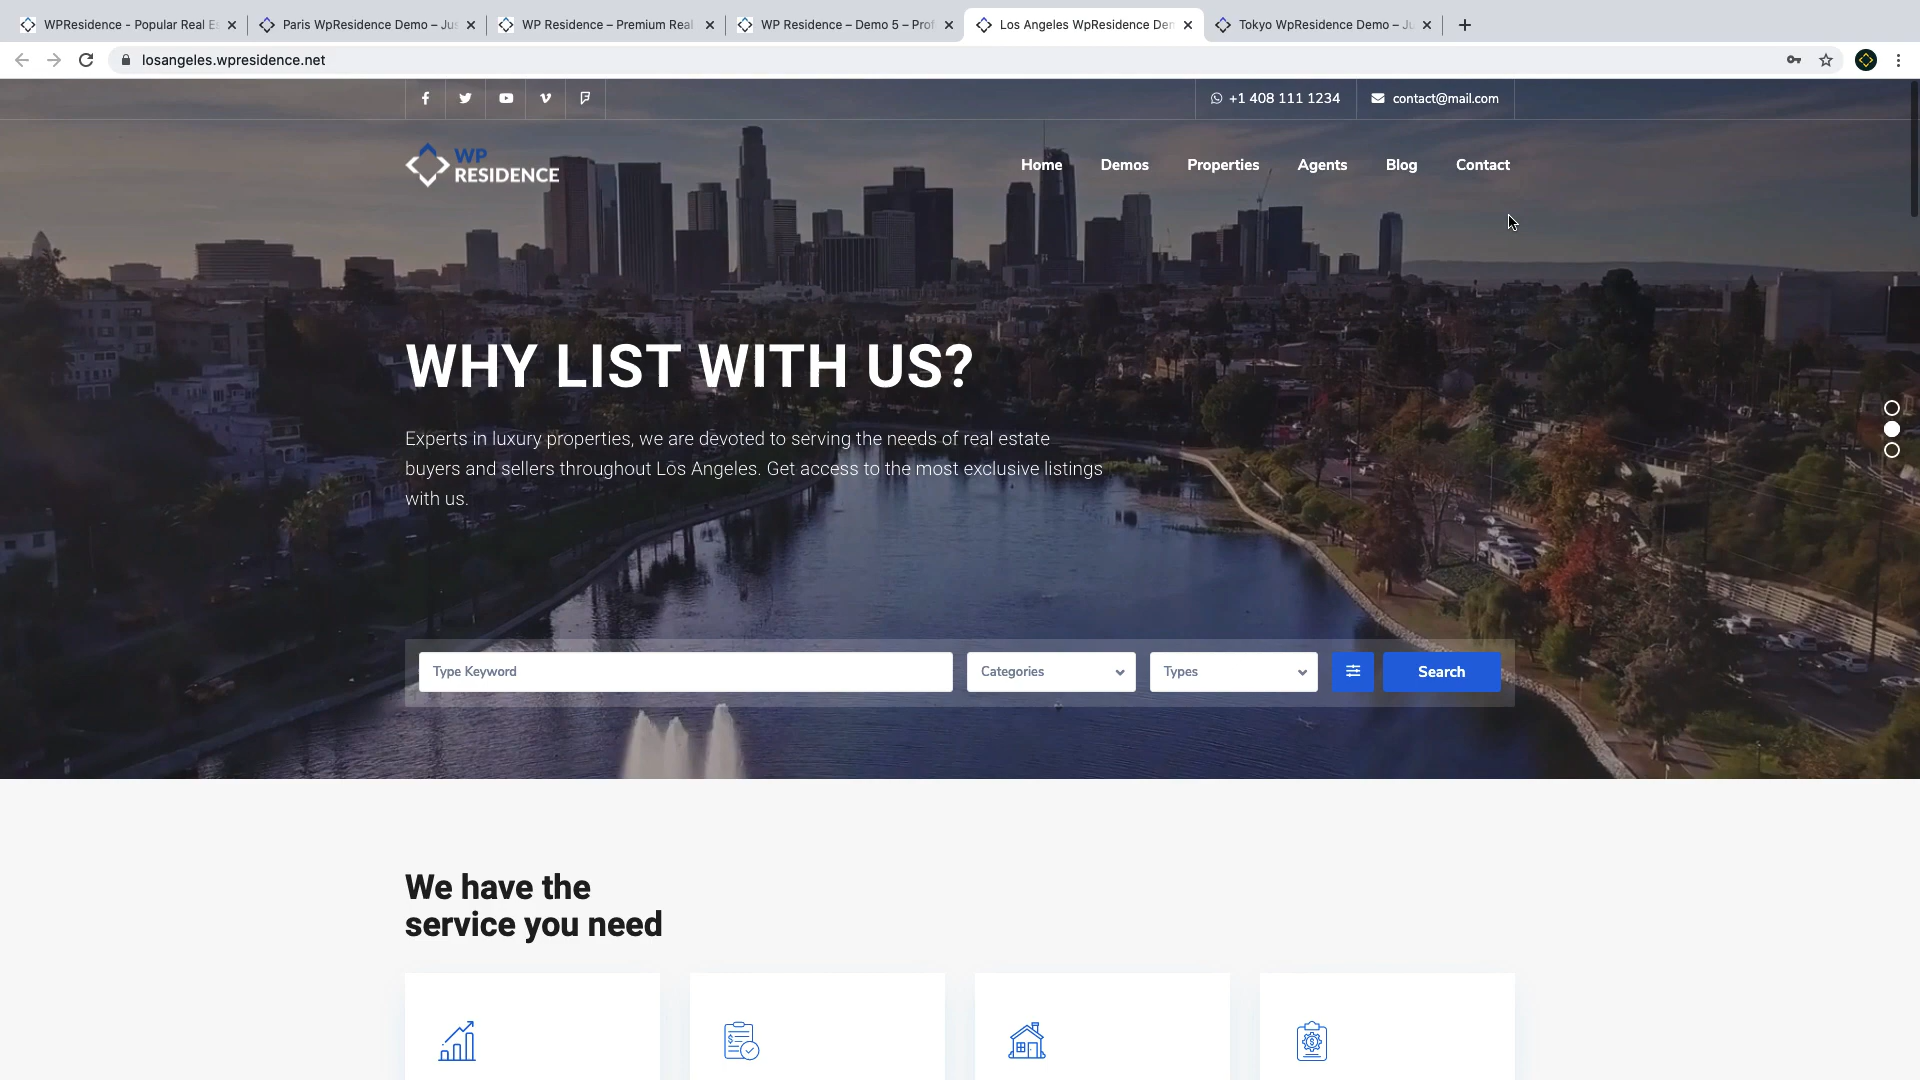 WPResidence - Popular Real Es
Paris WpResidence Demo – Jus
WP Residence – Premium Real
WP Residence – Demo 5 – Prof
Los Angeles WpResidence Dem
Tokyo WpResidence Demo – Ju
losangeles.wpresidence.net
+1 408 111 1234
contact@mail.com
WP
RESIDENCE
Home
Demos
Properties
Agents
Blog
Contact
WHY LIST WITH US?
Experts in luxury properties, we are devoted to serving the needs of real estate
buyers and sellers throughout Los Angeles. Get access to the most exclusive listings
with us.
Type Keyword
Categories
Types
Search
We have the
service you need